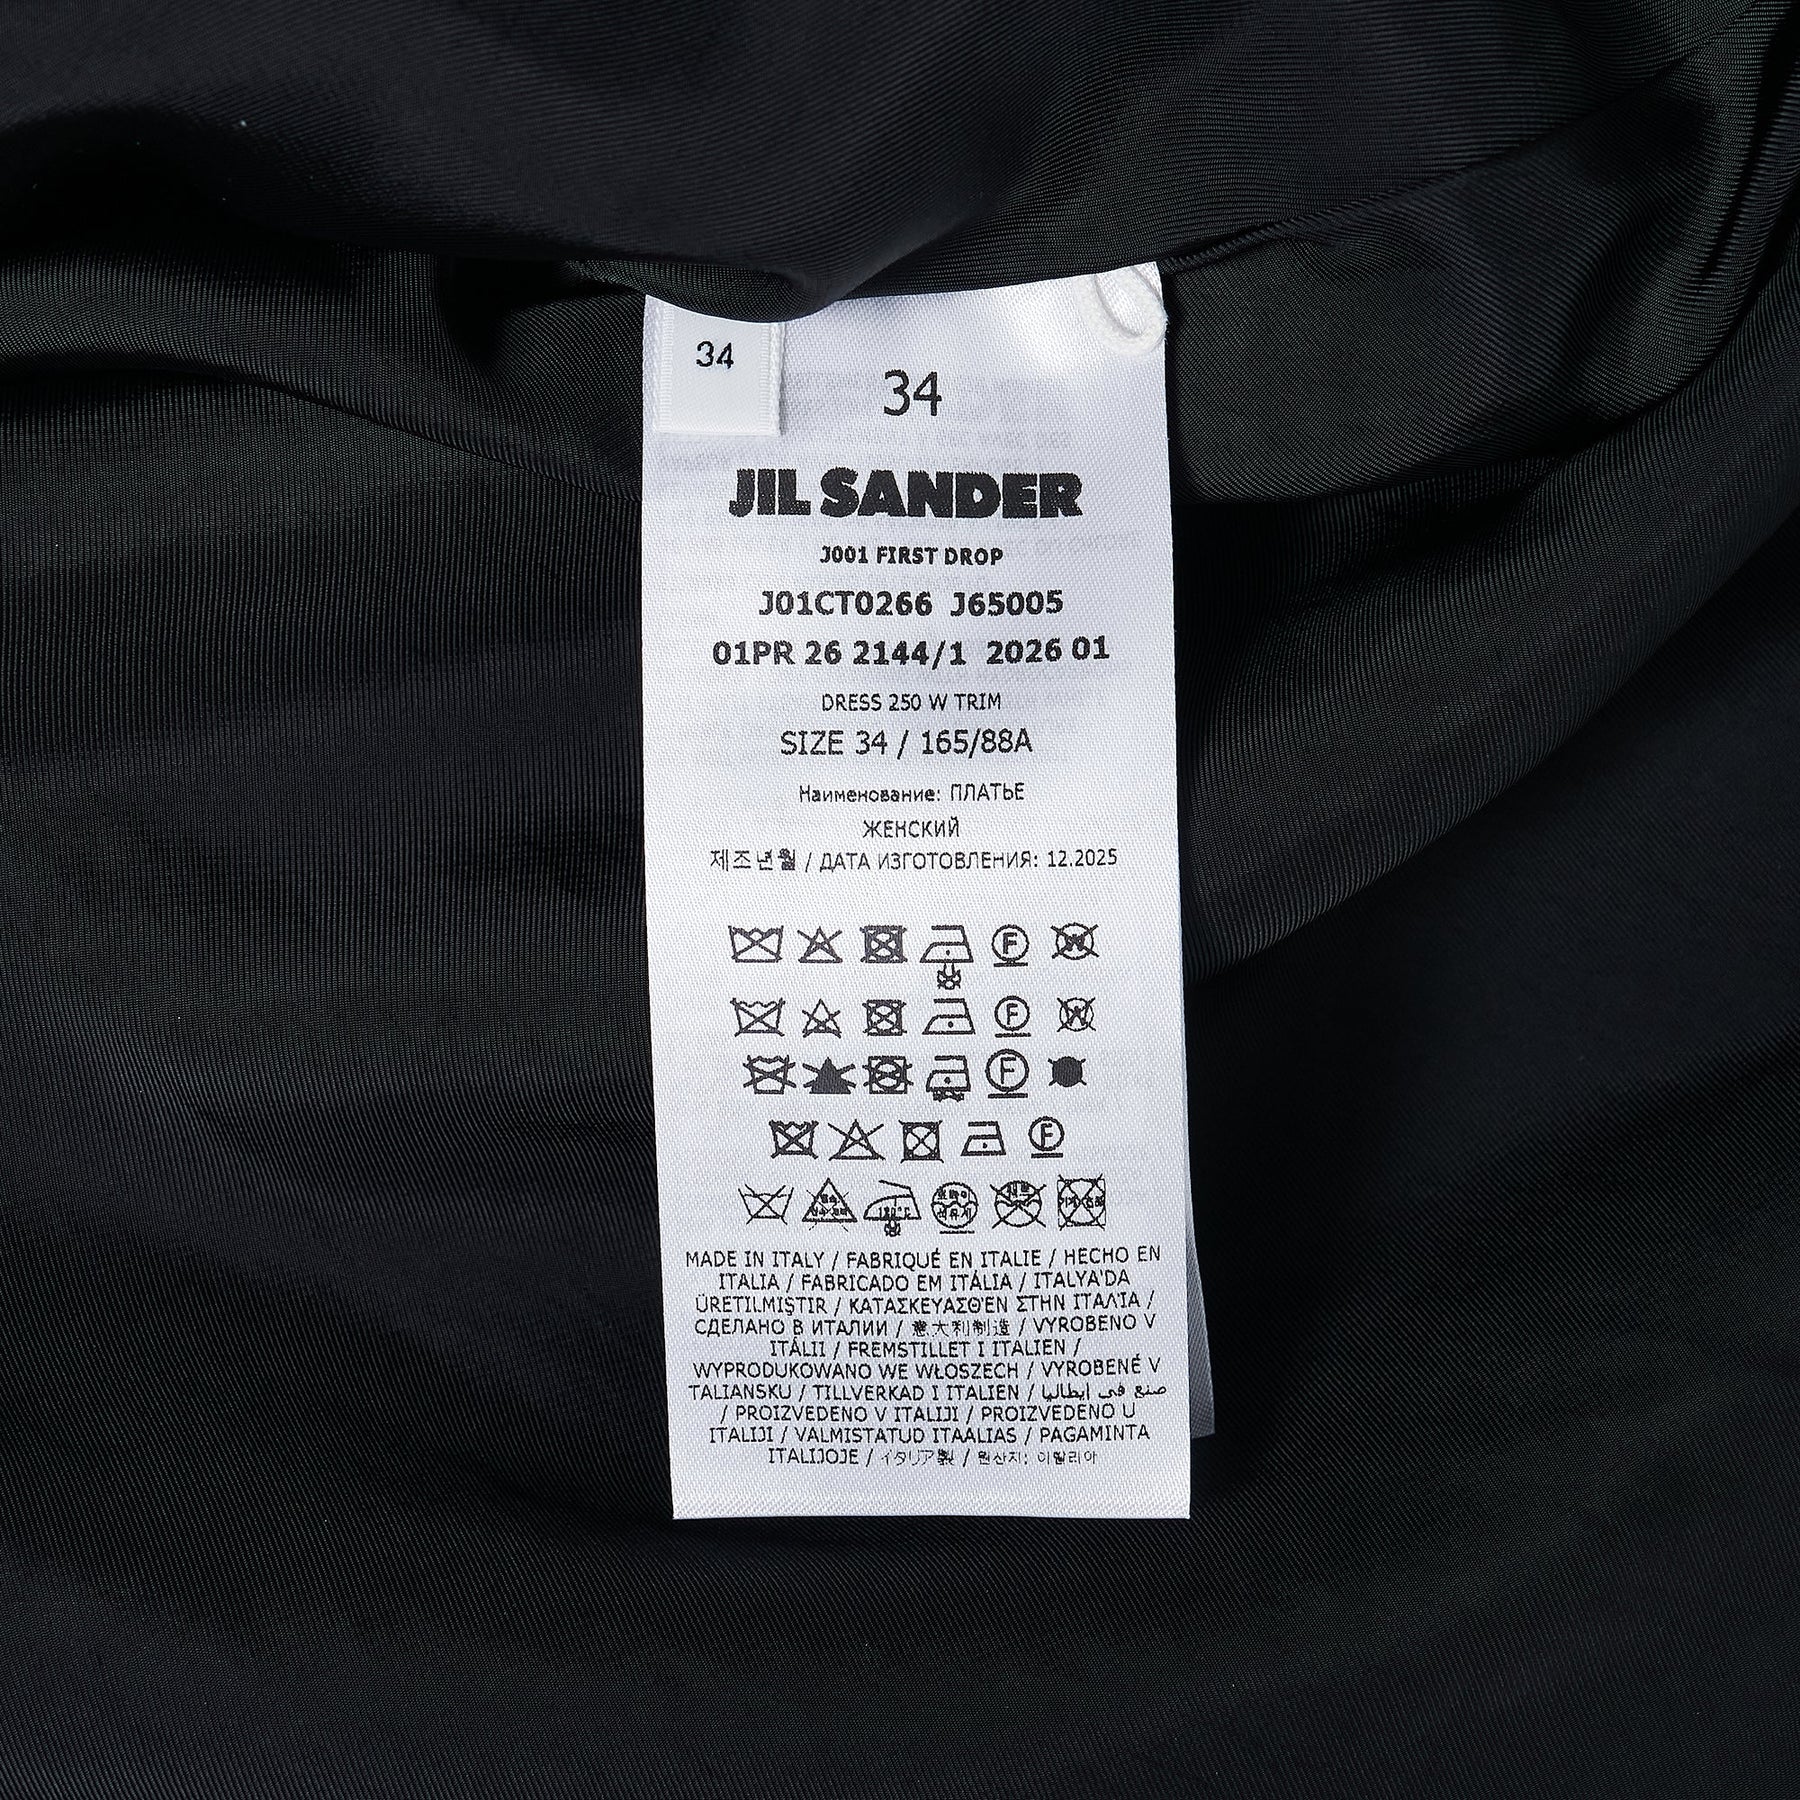 34
34
JIL SANDER
J001 FIRST DROP
J01CT0266 J65005
01PR 26 2144/1 2026 01
DRESS 250 W TRIM
SIZE 34 / 165/88A
Наименование: ПЛАТЬЕ
ЖЕНСКИЙ
제조년월 / ДАТА ИЗГОТОВЛЕНИЯ: 12.2025
F W
F W
F
F
MADE IN ITALY / FABRIQUÉ EN ITALIE / HECHO EN
ITALIA / FABRICADO EM ITÁLIA / ITALYA'DA
ÜRETILMIŞTIR / ΚΑΤΑΣΚΕΥΑΣΘΈΝ ΣΤΗΝ ΙΤΑΛΊΑ /
СДЕЛАНО В ИТАЛИИ / 意大利制造 / VYROBENO V
ITÁLII / FREMSTILLET I ITALIEN /
WYPRODUKOWANO WE WŁOSZECH / VYROBENÉ V
TALIANSKU / TILLVERKAD I ITALIEN / صنع في ايطاليا
/ PROIZVEDENO V ITALIJI / PROIZVEDENO U
ITALIJI / VALMISTATUD ITAALIAS / PAGAMINTA
ITALIJOJE / イタリア製 / 원산지: 이탈리아